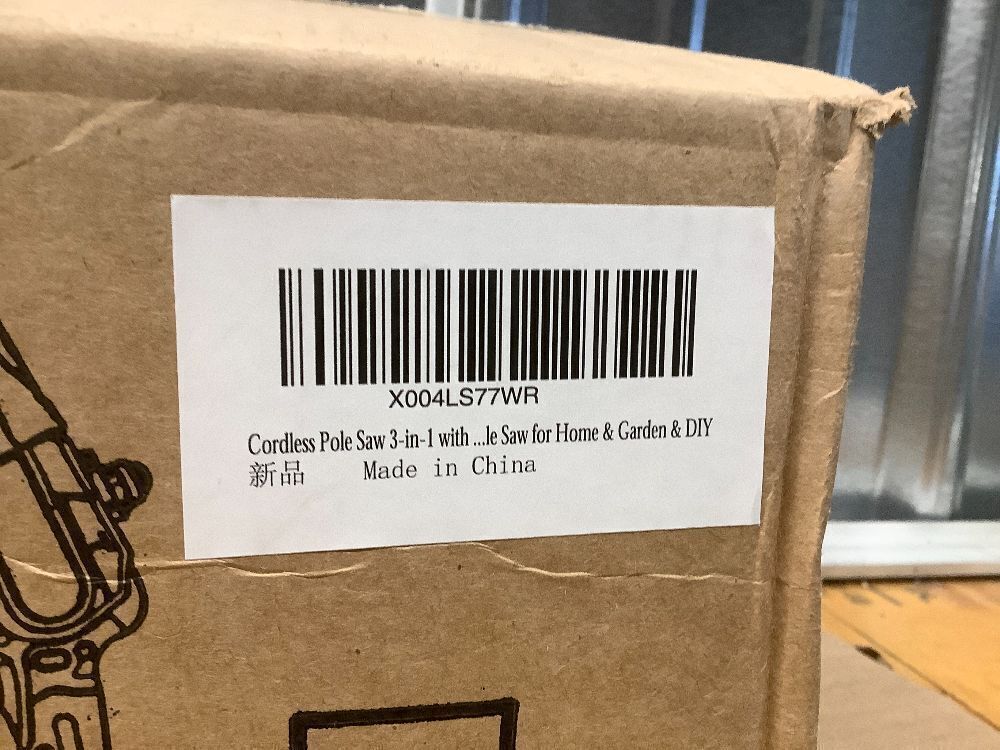 X004LS77WR
Cordless Pole Saw 3-in-1 with ...le Saw for Home & Garden & DIY
新品 Made in China